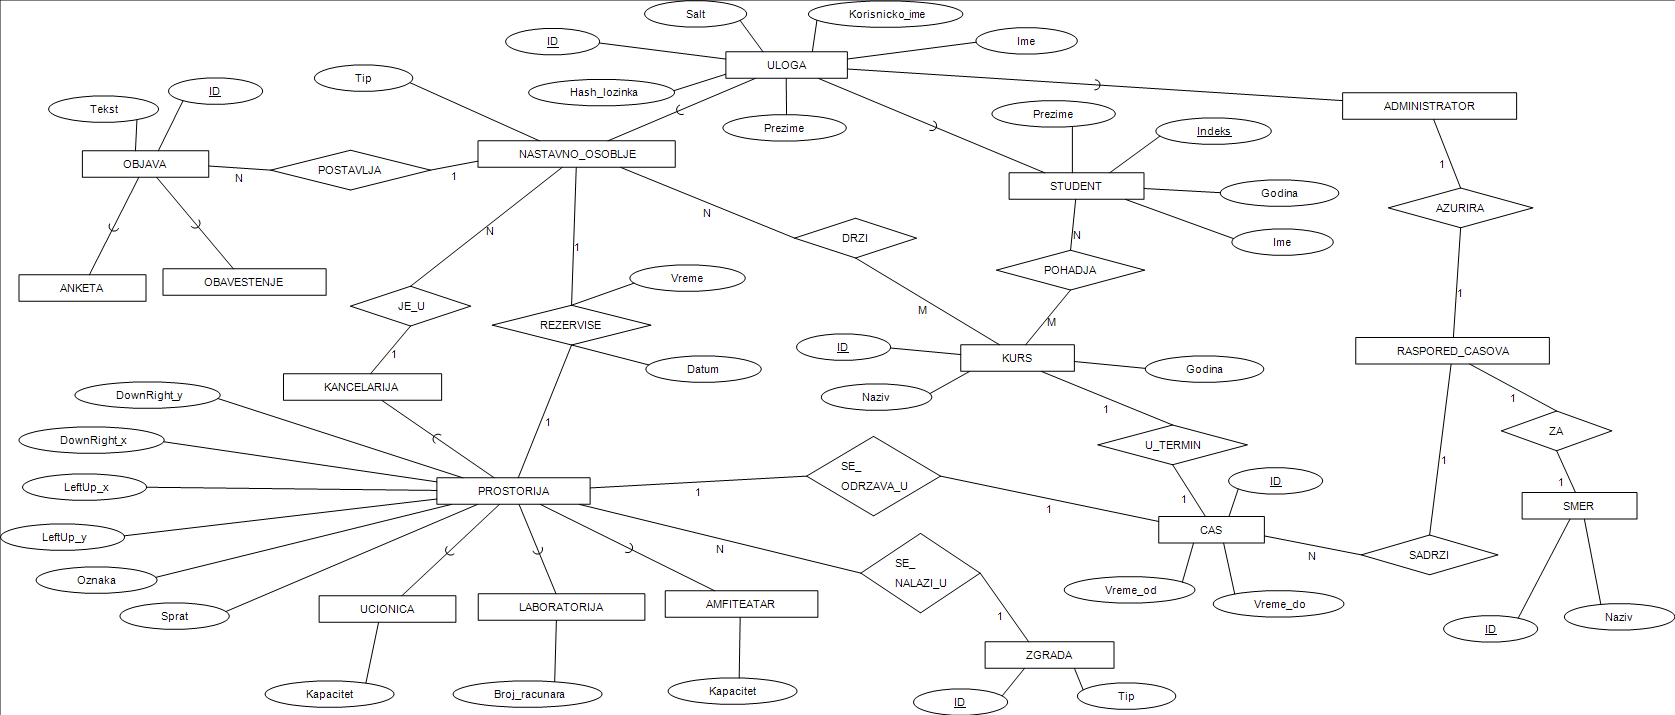 Salt
Korisnicko_ime
ID
Ime
ULOGA
Tip
ID
Hash_lozinka
Tekst
Prezime
Prezime
ADMINISTRATOR
Indeks
OBJAVA
NASTAVNO_OSOBLJE
POSTAVLJA
N
1
1
STUDENT
Godina
AZURIRA
N
DRZI
N
1
N
Ime
POHADJA
Vreme
ANKETA
OBAVESTENJE
1
JE_U
REZERVISE
M
M
ID
KURS
RASPORED_CASOVA
1
Datum
Godina
KANCELARIJA
DownRight_y
Naziv
1
1
1
ZA
DownRight_x
U_TERMIN
SE_
ODRZAVA_U
1
LeftUp_x
PROSTORIJA
1
1
ID
1
1
SMER
CAS
LeftUp_y
N
N
SADRZI
SE_
NALAZI_U
Oznaka
Vreme_od
Vreme_do
UCIONICA
LABORATORIJA
AMFITEATAR
Sprat
1
Naziv
ID
ZGRADA
Kapacitet
Broj_racunara
Kapacitet
ID
Tip